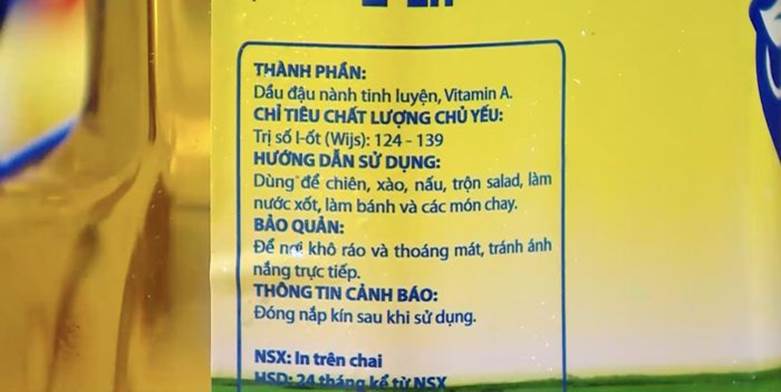 THÀNH PHẦN:
Dầu đậu nành tinh luyện, Vitamin A.
CHỈ TIÊU CHẤT LƯỢNG CHỦ YẾU:
Trị số I-ốt (Wijs): 124 - 139
HƯỚNG DẪN SỬ DỤNG:
Dùng để chiên, xào, nấu, trộn salad, làm
nước xốt, làm bánh và các món chay.
BẢO QUẢN:
Để nơi khô ráo và thoáng mát, tránh ánh
nắng trực tiếp.
THÔNG TIN CẢNH BÁO:
Đóng nắp kín sau khi sử dụng.
NSX: In trên chai
HSD: 24 tháng kể từ NSX